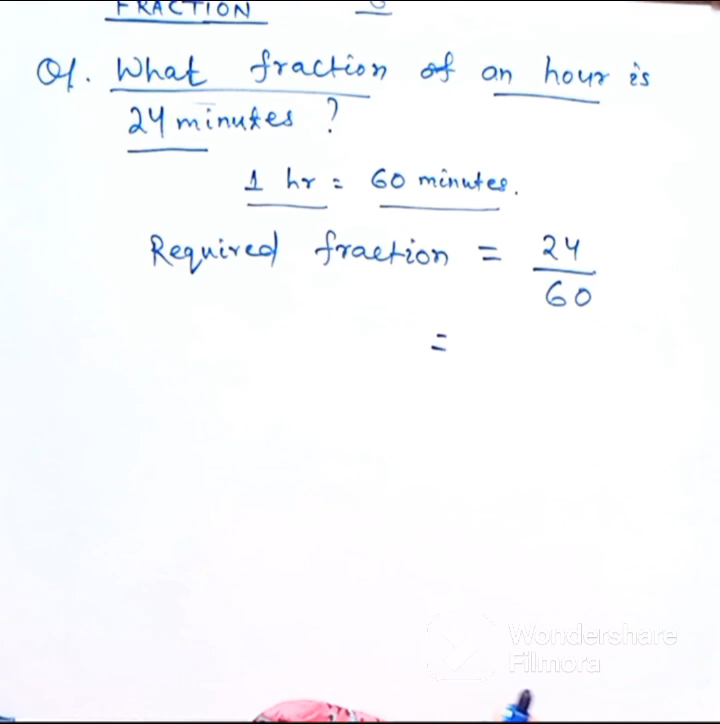 FRACTION
Q1. What fraction of an hour is
24 minutes ?
1 hr = 60 minutes.
Required fraction = 24
60
=
Wondershare
Filmora